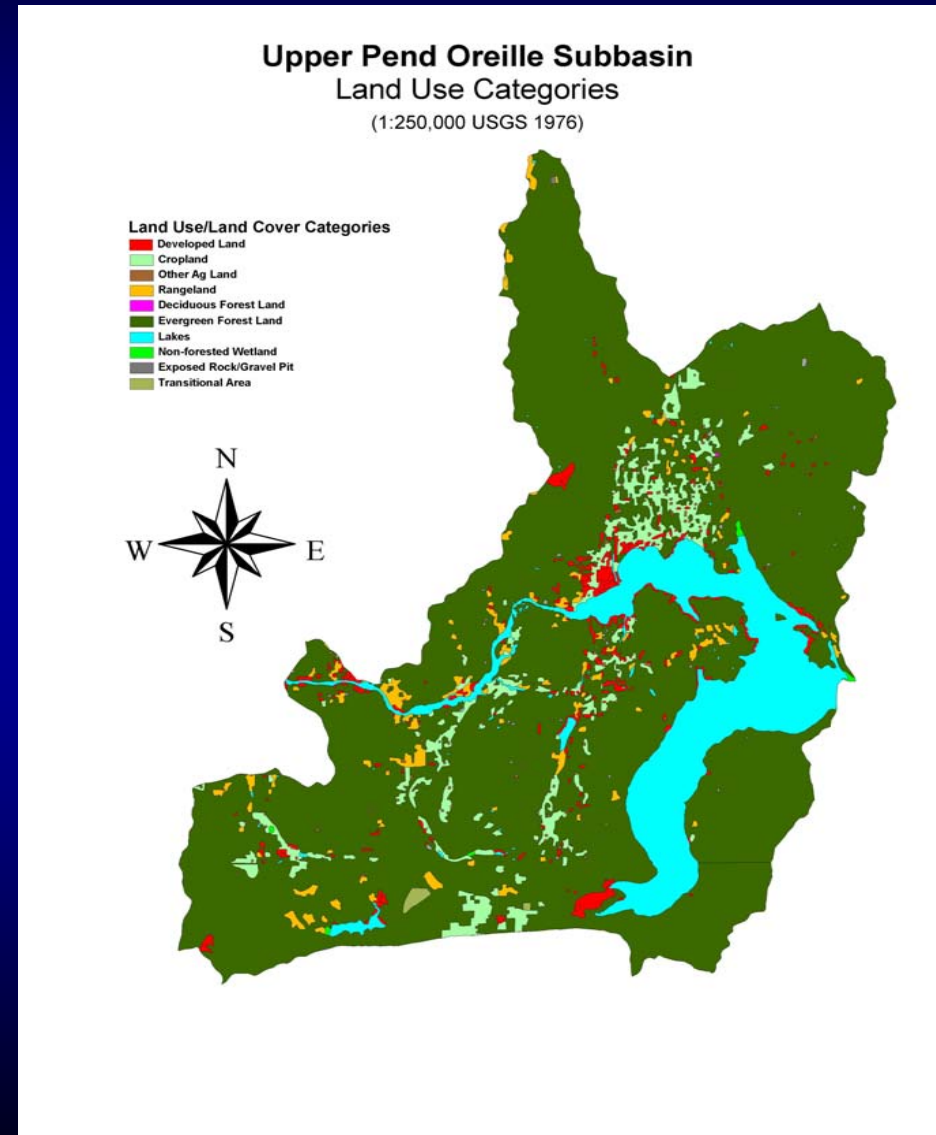 Upper Pend Oreille Subbasin
Land Use Categories
(1:250,000 USGS 1976)
Land Use/Land Cover Categories
Developed Land
Cropland
Other Ag Land
Rangeland
Deciduous Forest Land
Evergreen Forest Land
Lakes
Non-forested Wetland
Exposed Rock/Gravel Pit
Transitional Area
N
W E
S